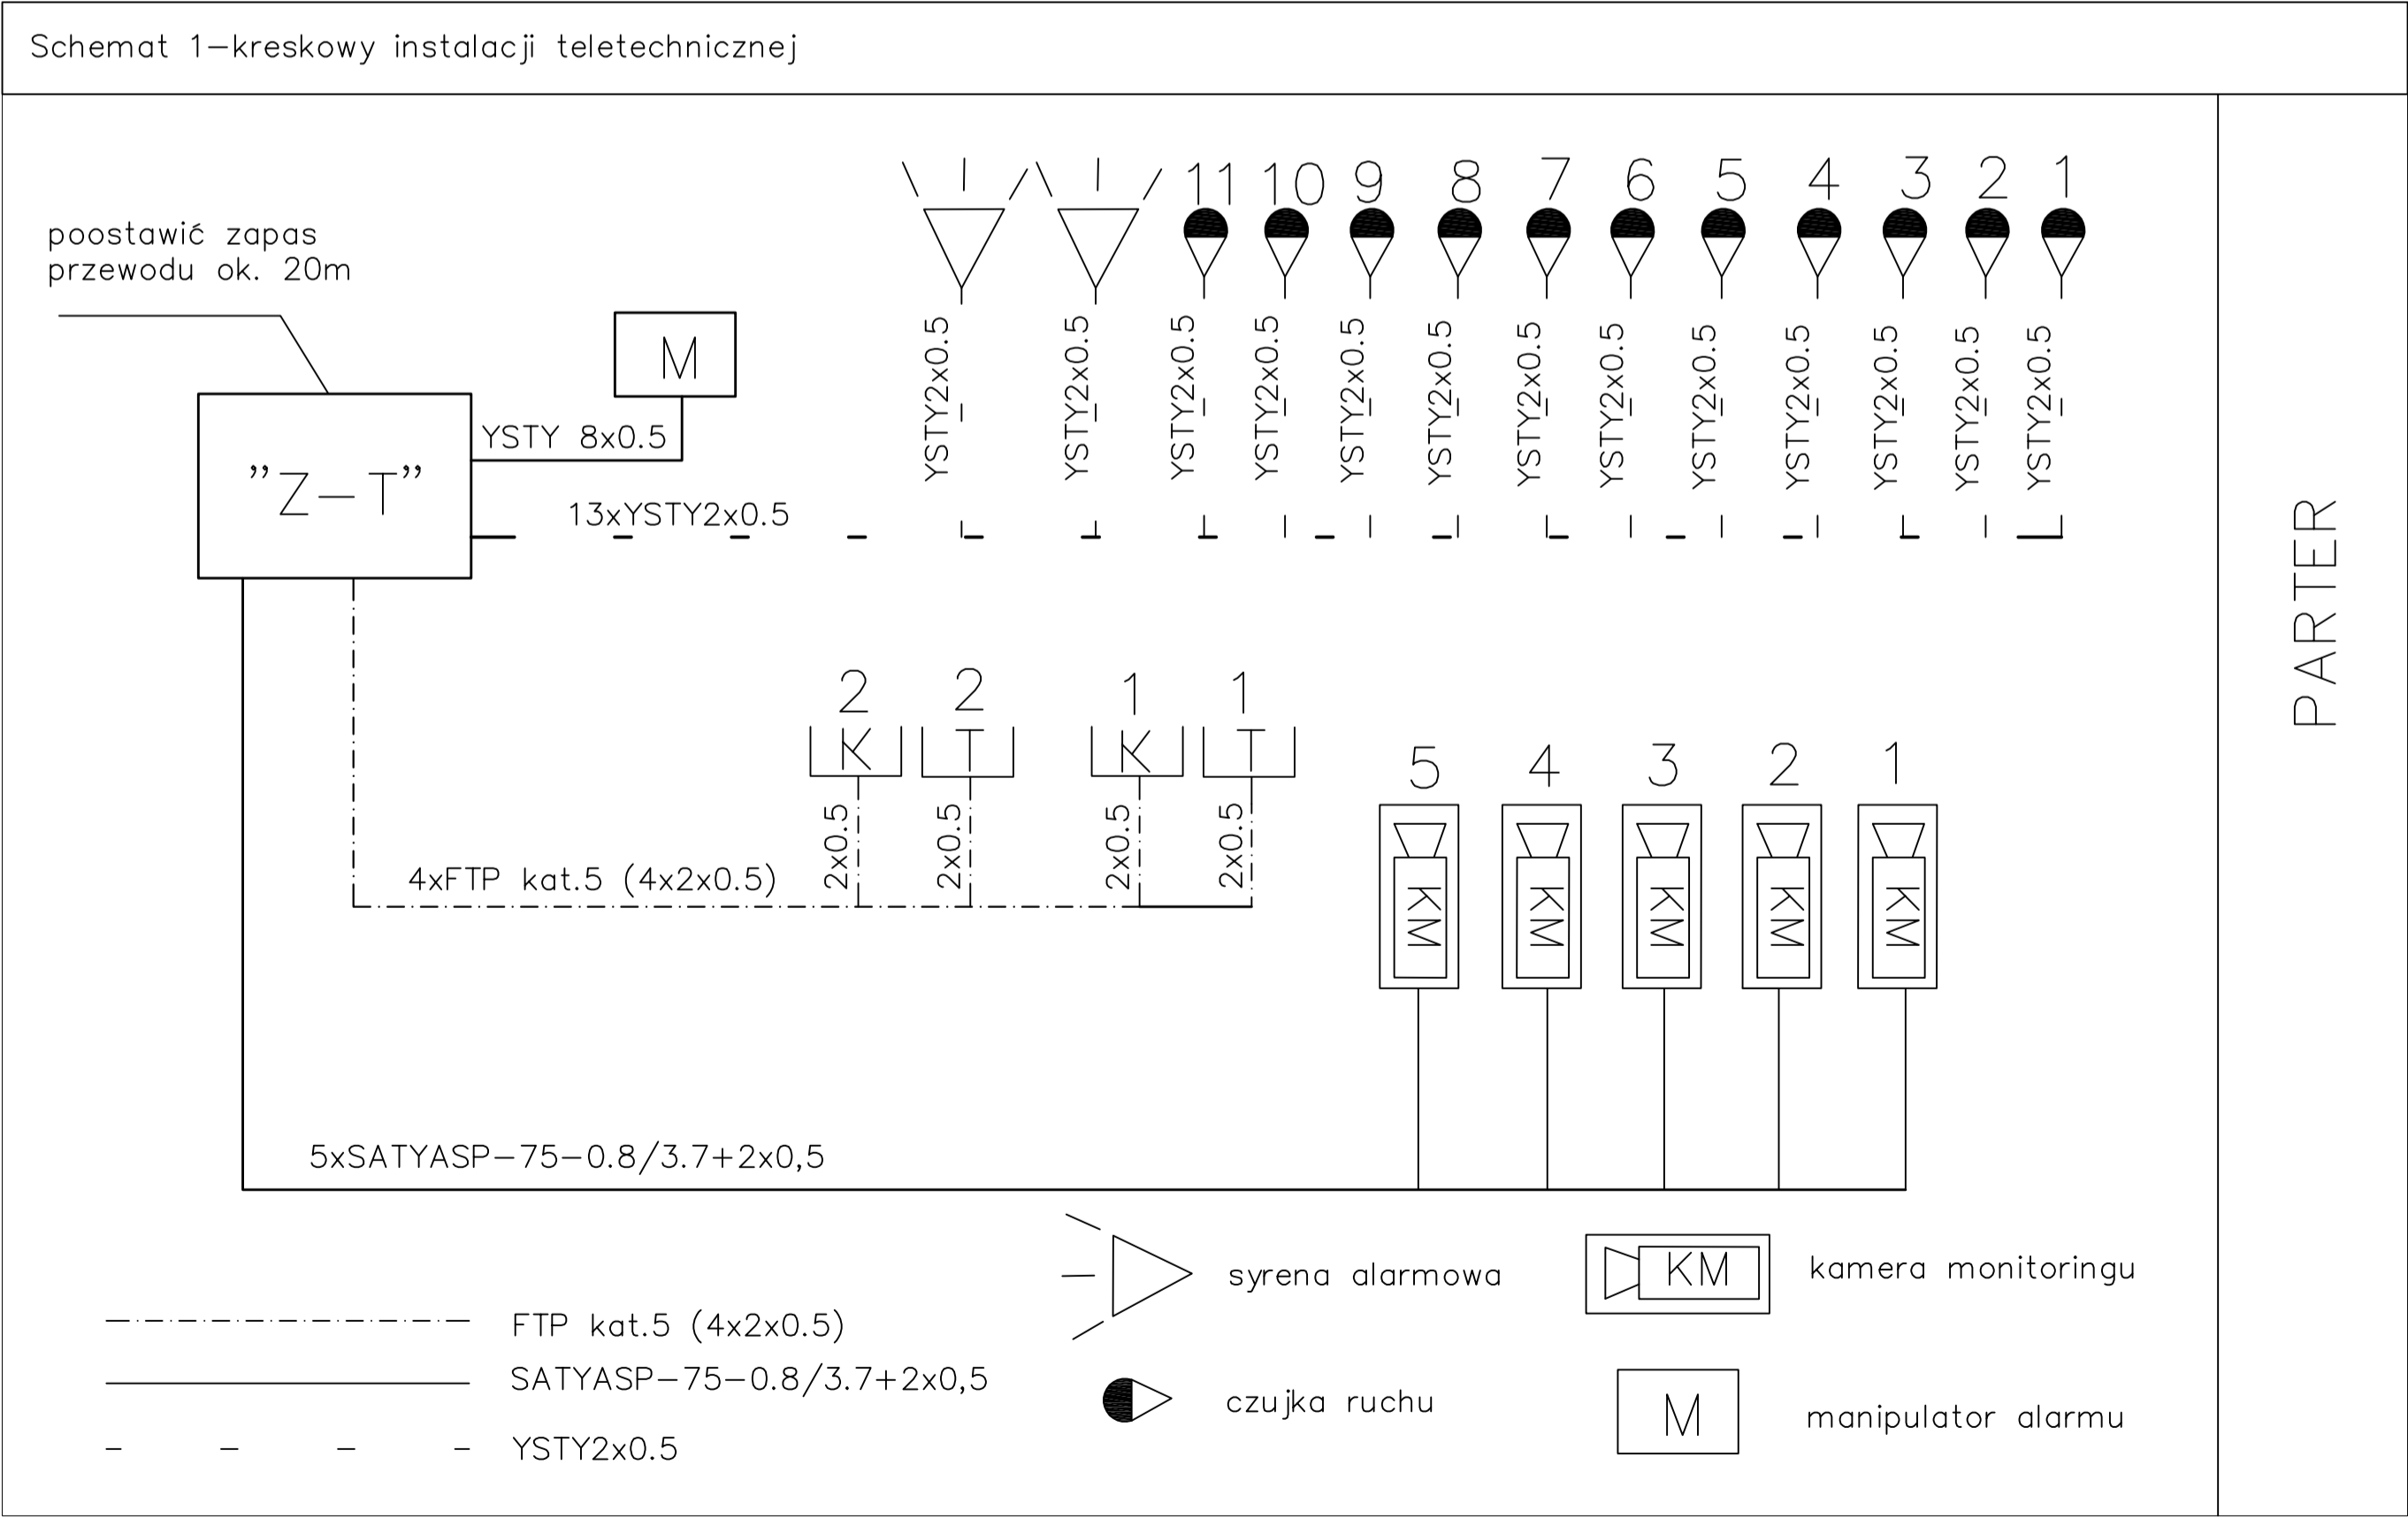 Schemat 1-kreskowy instalacji teletechnicznej
poostawić zapas
przewodu ok. 20m
M
YSTY 8x0.5
"Z-T"
13xYSTY2x0.5
11 10 9 8 7 6 5 4 3 2 1
YSTY2x0.5
YSTY2x0.5
YSTY2x0.5
YSTY2x0.5
YSTY2x0.5
YSTY2x0.5
YSTY2x0.5
YSTY2x0.5
YSTY2x0.5
YSTY2x0.5
YSTY2x0.5
YSTY2x0.5
YSTY2x0.5
PARTER
2 2 1 1
K T K T
2x0.5
2x0.5
2x0.5
2x0.5
4xFTP kat.5 (4x2x0.5)
5 4 3 2 1
KM
KM
KM
KM
KM
5xSATYASP-75-0.8/3.7+2x0,5
FTP kat.5 (4x2x0.5)
SATYASP-75-0.8/3.7+2x0,5
YSTY2x0.5
syrena alarmowa
czujka ruchu
KM
kamera monitoringu
M
manipulator alarmu